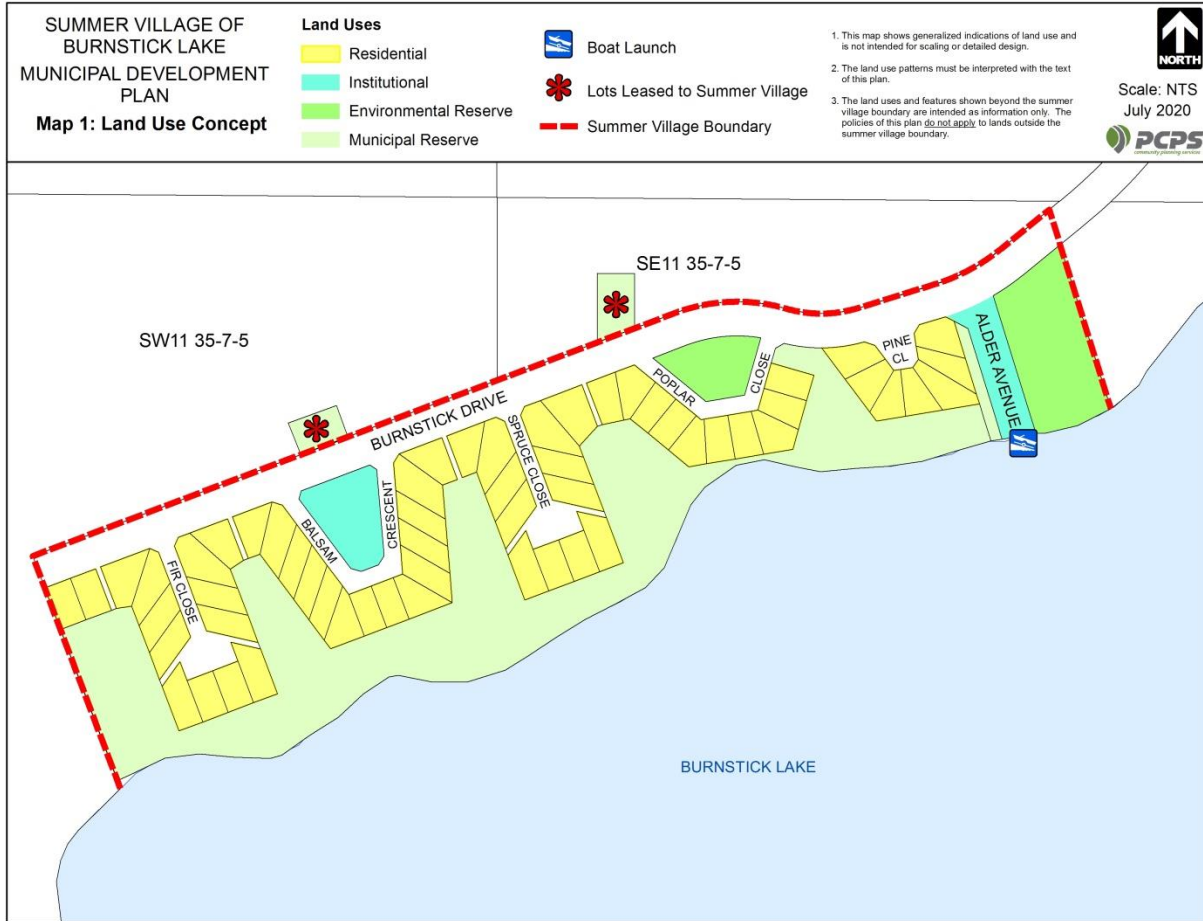 SUMMER VILLAGE OF
BURNSTICK LAKE
MUNICIPAL DEVELOPMENT
PLAN
Map 1: Land Use Concept
Land Uses
Residential
Institutional
Environmental Reserve
Municipal Reserve
Boat Launch
Lots Leased to Summer Village
Summer Village Boundary
1. This map shows generalized indications of land use and
is not intended for scaling or detailed design.
2. The land use patterns must be interpreted with the text
of this plan.
3. The land uses and features shown beyond the summer
village boundary are intended as information only. The
policies of this plan do not apply to lands outside the
summer village boundary.
NORTH
Scale: NTS
July 2020
PCPS
community planning services
SE11 35-7-5
SW11 35-7-5
BURNSTICK DRIVE
FIR CLOSE
BALSAM
CRESCENT
SPRUCE CLOSE
POPLAR
CLOSE
PINE
CL
ALDER AVENUE
BURNSTICK LAKE